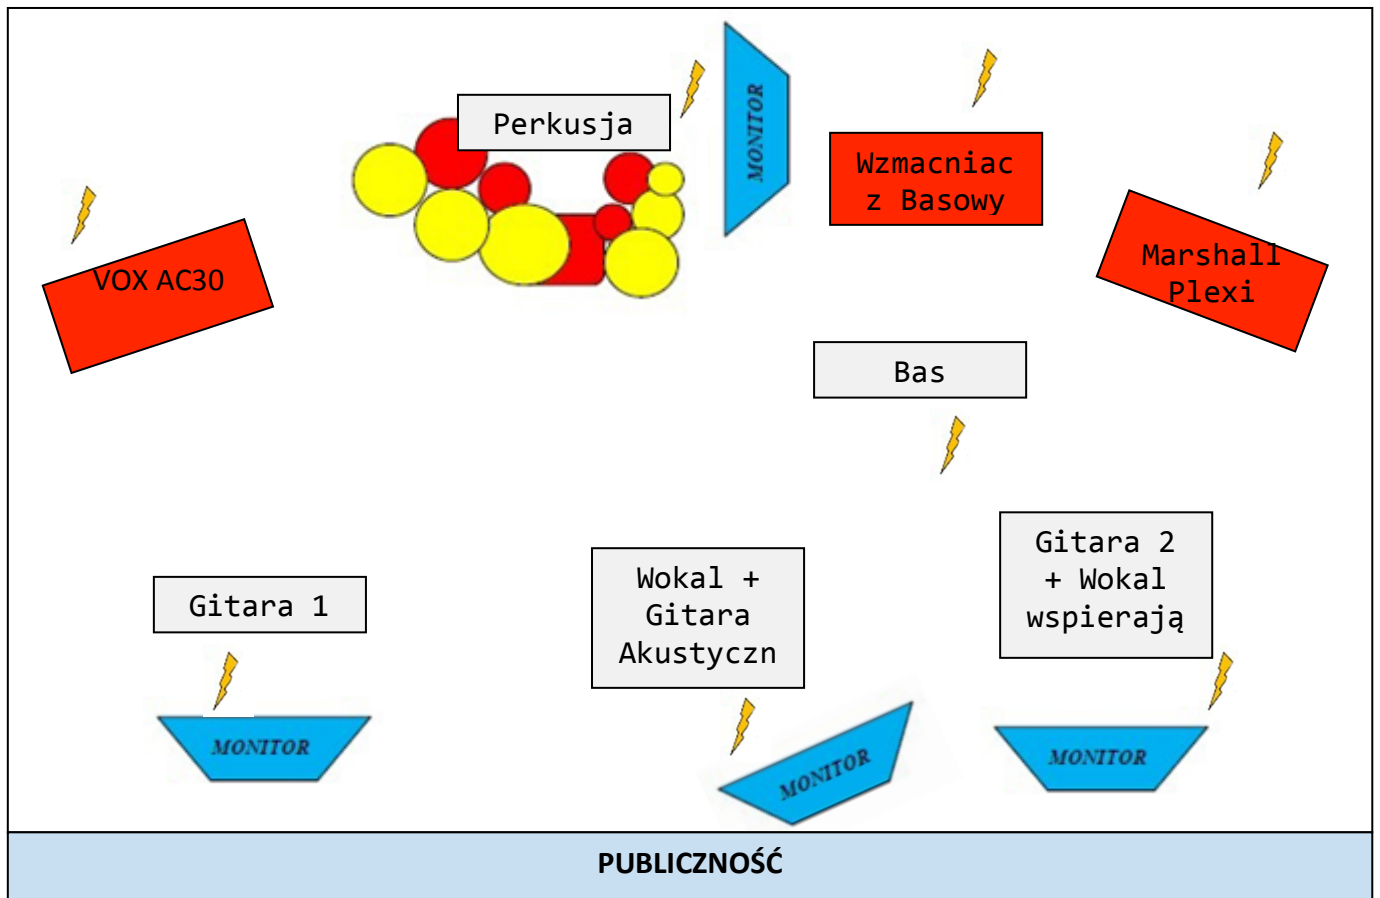 Perkusja
MONITOR
Wzmacniac
z Basowy
VOX AC30
Marshall
Plexi
Bas
Gitara 1
Wokal +
Gitara
Akustyczn
Gitara 2
+ Wokal
wspierają
MONITOR
MONITOR
MONITOR
PUBLICZNOŚĆ